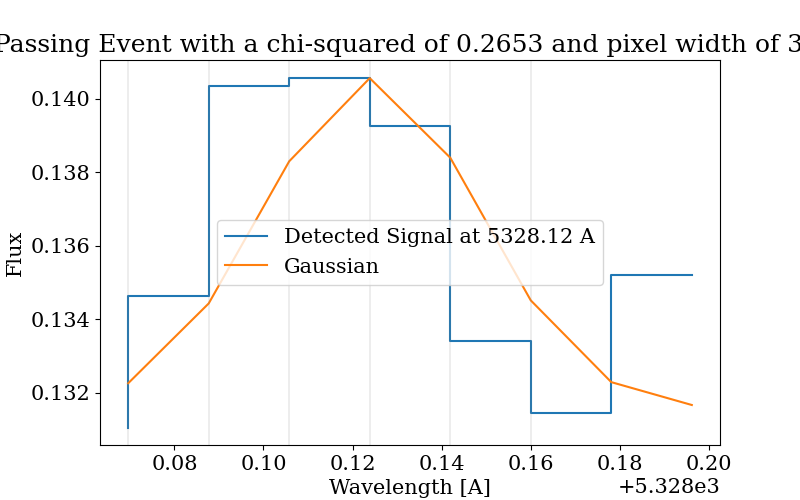 Passing Event with a chi-squared of 0.2653 and pixel width of 3
0.140
0.138
0.136
0.134
0.132
Flux
Detected Signal at 5328.12 A
Gaussian
0.08 0.10 0.12 0.14 0.16 0.18 0.20
+5.328e3
Wavelength [A]